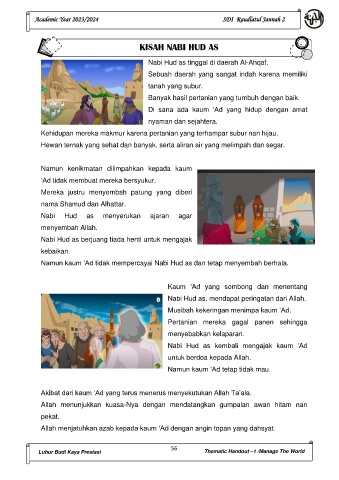 Academic Year 2023/2024
SDI Raudlatul Jannah 2
KISAH NABI HUD AS
Nabi Hud as tinggal di daerah Al-Ahqaf.
Sebuah daerah yang sangat indah karena memiliki
tanah yang subur.
Banyak hasil pertanian yang tumbuh dengan baik.
Di sana ada kaum 'Ad yang hidup dengan amat
nyaman dan sejahtera.
Kehidupan mereka makmur karena pertanian yang terhampar subur nan hijau.
Hewan ternak yang sehat dan banyak, serta aliran air yang melimpah dan segar.
Namun kenikmatan dilimpahkan kepada kaum
'Ad tidak membuat mereka bersyukur.
Mereka justru menyembah patung yang diberi
nama Shamud dan Alhattar.
Nabi Hud as menyerukan ajaran agar
menyembah Allah.
Nabi Hud as berjuang tiada henti untuk mengajak
kebaikan.
Namun kaum 'Ad tidak mempercayai Nabi Hud as dan tetap menyembah berhala.
Kaum 'Ad yang sombong dan menentang
Nabi Hud as, mendapat peringatan dari Allah.
Musibah kekeringan menimpa kaum 'Ad.
Pertanian mereka gagal panen sehingga
menyebabkan kelaparan.
Nabi Hud as kembali mengajak kaum 'Ad
untuk berdoa kepada Allah.
Namun kaum 'Ad tetap tidak mau.
Akibat dari kaum 'Ad yang terus menerus menyekutukan Allah Ta'ala.
Allah menunjukkan kuasa-Nya dengan mendatangkan gumpalan awan hitam nan
pekat.
Allah menjatuhkan azab kepada kaum 'Ad dengan angin topan yang dahsyat.
Luhur Budi Kaya Prestasi
56
Thematic Handout –1 :Manage The World